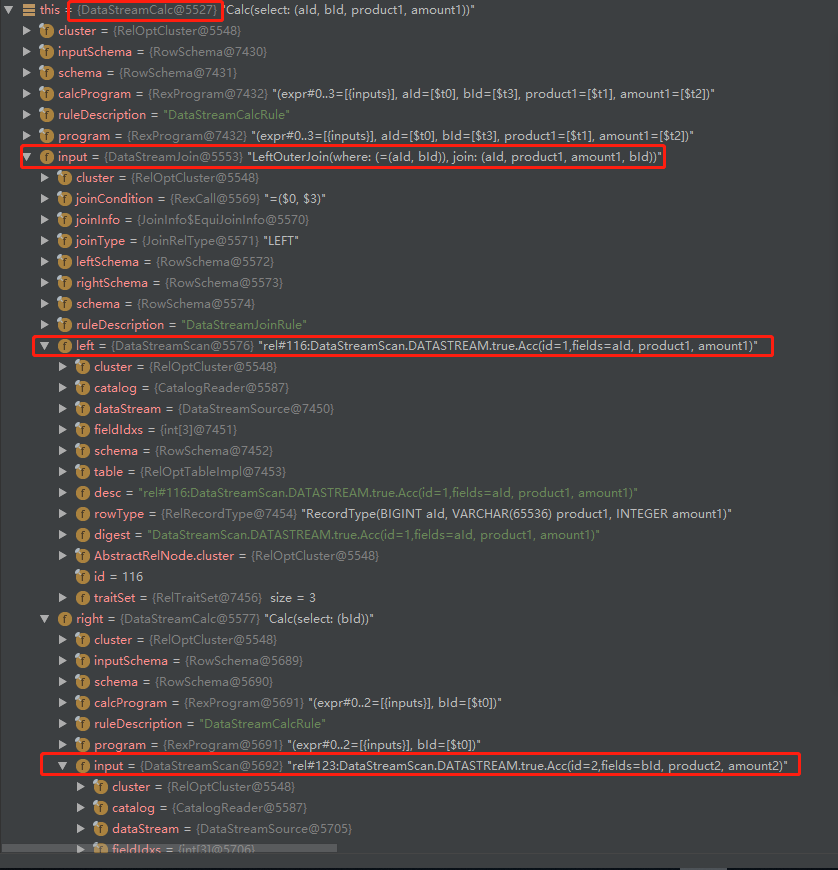 this = {DataStreamCalc@5527} "Calc(select: (aId, bId, product1, amount1))"
cluster = {RelOptCluster@5548}
inputSchema = {RowSchema@7430}
schema = {RowSchema@7431}
calcProgram = {RexProgram@7432} "(expr#0..3=[{inputs}], aId=[$t0], bId=[$t3], product1=[$t1], amount1=[$t2])"
ruleDescription = "DataStreamCalcRule"
program = {RexProgram@7432} "(expr#0..3=[{inputs}], aId=[$t0], bId=[$t3], product1=[$t1], amount1=[$t2])"
input = {DataStreamJoin@5553} "LeftOuterJoin(where: (=(aId, bId)), join: (aId, product1, amount1, bId))"
cluster = {RelOptCluster@5548}
joinCondition = {RexCall@5569} "=($0, $3)"
joinInfo = {JoinInfo$EquiJoinInfo@5570}
joinType = {JoinRelType@5571} "LEFT"
leftSchema = {RowSchema@5572}
rightSchema = {RowSchema@5573}
schema = {RowSchema@5574}
ruleDescription = "DataStreamJoinRule"
left = {DataStreamScan@5576} "rel#116:DataStreamScan.DATASTREAM.true.Acc(id=1,fields=aId, product1, amount1)"
cluster = {RelOptCluster@5548}
catalog = {CatalogReader@5587}
dataStream = {DataStreamSource@7450}
fieldIdxs = {int[3]@7451}
schema = {RowSchema@7452}
table = {RelOptTableImpl@7453}
desc = "rel#116:DataStreamScan.DATASTREAM.true.Acc(id=1,fields=aId, product1, amount1)"
rowType = {RelRecordType@7454} "RecordType(BIGINT aId, VARCHAR(65536) product1, INTEGER amount1)"
digest = "DataStreamScan.DATASTREAM.true.Acc(id=1,fields=aId, product1, amount1)"
AbstractRelNode.cluster = {RelOptCluster@5548}
id = 116
traitSet = {RelTraitSet@7456} size = 3
right = {DataStreamCalc@5577} "Calc(select: (bId))"
cluster = {RelOptCluster@5548}
inputSchema = {RowSchema@5689}
schema = {RowSchema@5690}
calcProgram = {RexProgram@5691} "(expr#0..2=[{inputs}], bId=[$t0])"
ruleDescription = "DataStreamCalcRule"
program = {RexProgram@5691} "(expr#0..2=[{inputs}], bId=[$t0])"
input = {DataStreamScan@5692} "rel#123:DataStreamScan.DATASTREAM.true.Acc(id=2,fields=bId, product2, amount2)"
cluster = {RelOptCluster@5548}
catalog = {CatalogReader@5587}
dataStream = {DataStreamSource@5705}
fieldIdxs = {int[3]@5706}